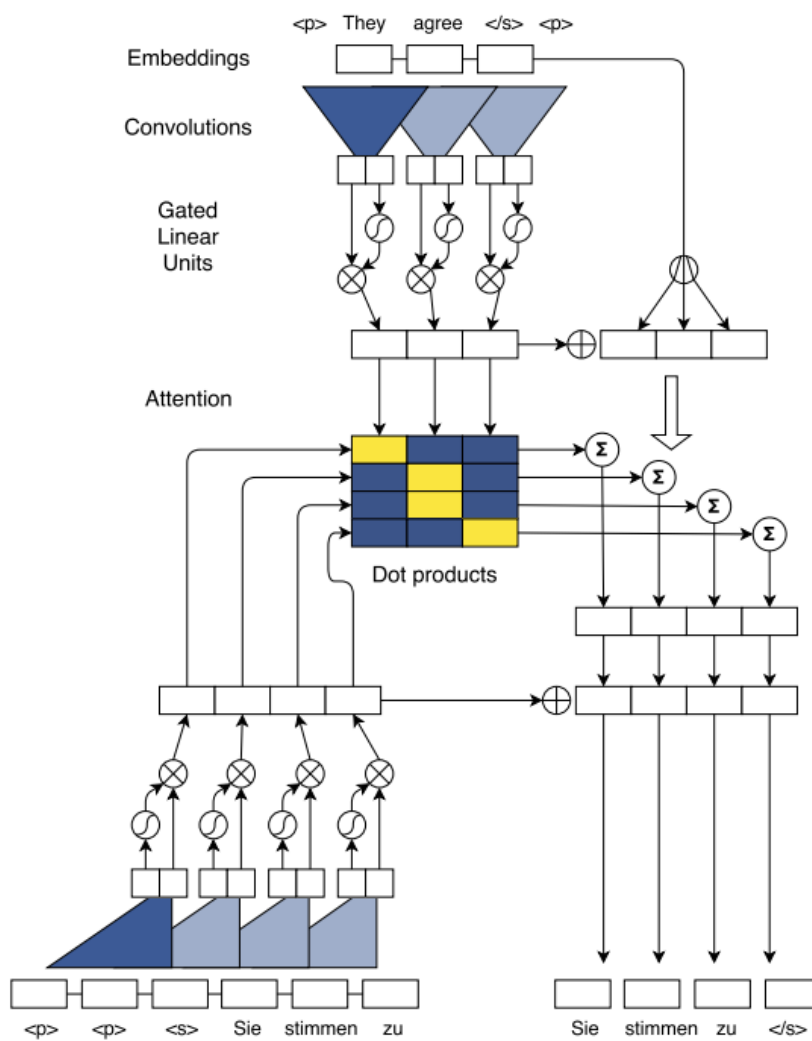 <p> They agree </s> <p>
Embeddings
Convolutions
Gated
Linear
Units
Attention
Σ
Σ
Σ
Σ
Dot products
<p> <p> <s> Sie stimmen zu
Sie stimmen zu </s>